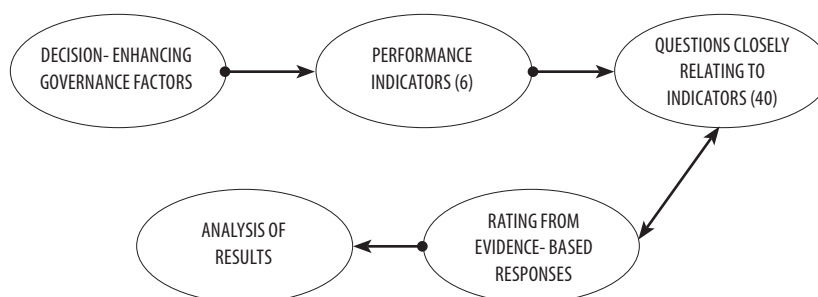 DECISION- ENHANCING
GOVERNANCE FACTORS
PERFORMANCE
INDICATORS (6)
QUESTIONS CLOSELY
RELATING TO
INDICATORS (40)
ANALYSIS OF
RESULTS
RATING FROM
EVIDENCE- BASED
RESPONSES